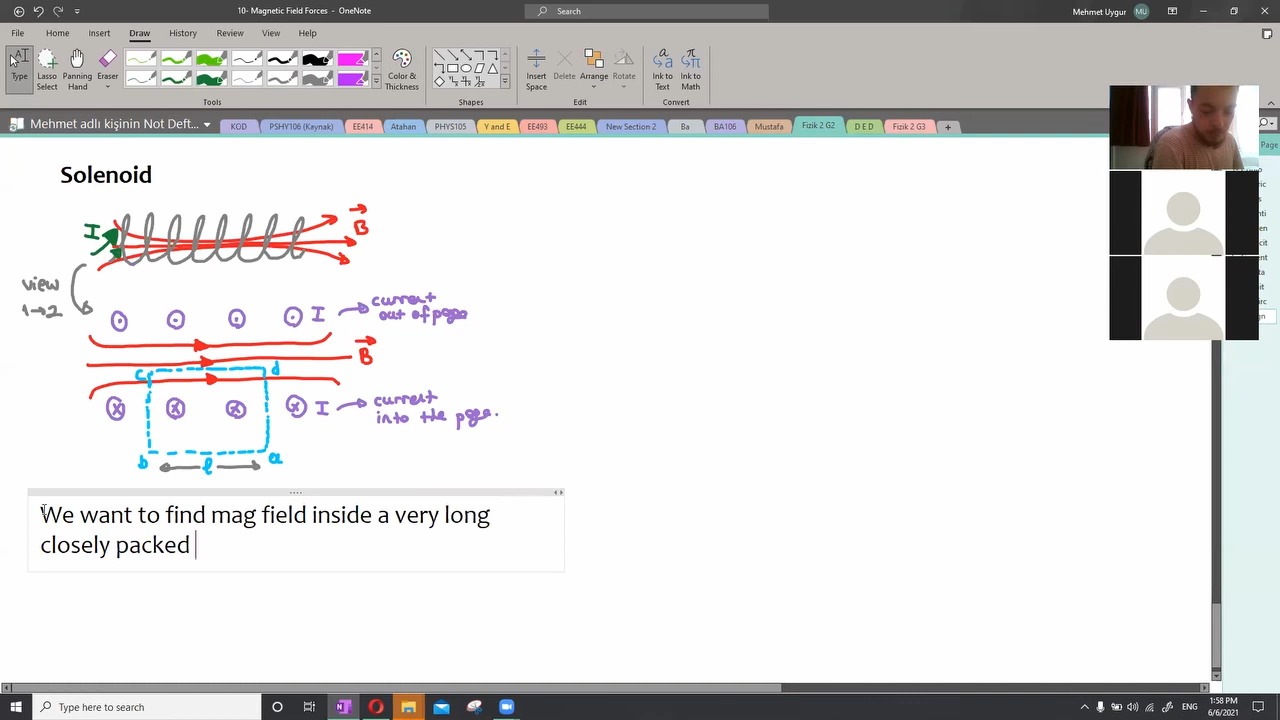 10- Magnetic Field Forces - OneNote
Search
Mehmet Uygur
MU
File
Home
Insert
Draw
History
Review
View
Help
Type
Lasso Select
Panning Hand
Eraser
Color & Thickness
Insert Space
Delete
Arrange
Rotate
Ink to Text
Ink to Math
Tools
Shapes
Edit
Convert
Mehmet adlı kişinin Not Deft...
KOD
PSHY106 (Kaynak)
EE414
Atahan
PHYS105
Y and E
EE493
EE444
New Section 2
Ba
BA106
Mustafa
Fizik 2 G2
D E D
Fizik 2 G3
+
Page
Solenoid
I
B
view
1→2
I
current
out of page
B
c
d
I
current
into the page.
b
l
a
We want to find mag field inside a very long
closely packed
Type here to search
ENG
1:58 PM
6/6/2021